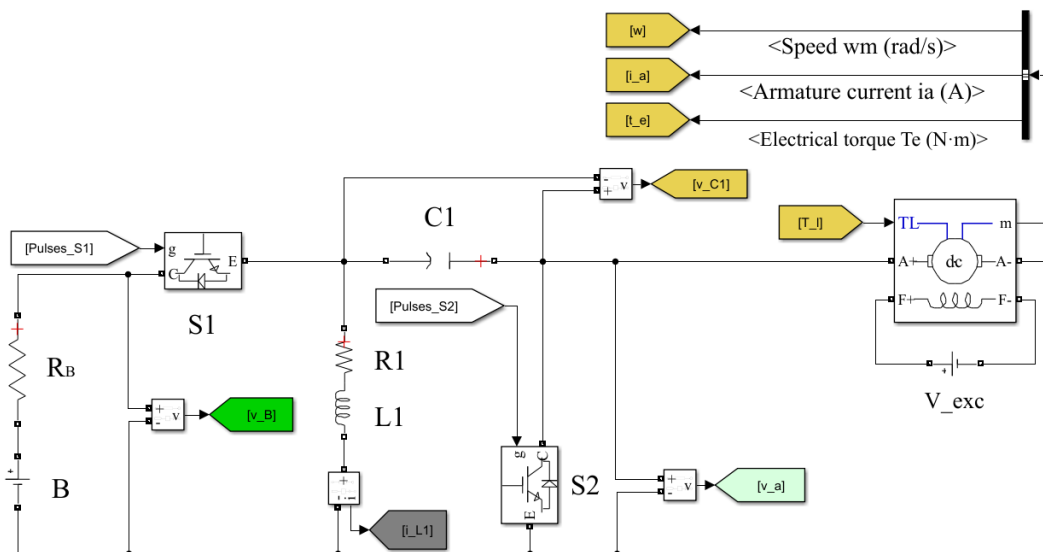 [w]
<Speed wm (rad/s)>
[i_a]
<Armature current ia (A)>
[t_e]
<Electrical torque Te (N·m)>
- + v
[v_C1]
C1
[T_l]
TL m
dc
A+ A-
F+ F-
V_exc
[Pulses_S1]
g
C E
S1
[Pulses_S2]
RB
R1
+ - v
[v_B]
L1
B
+ i
[i_L1]
g C
E
S2
+ - v
[v_a]